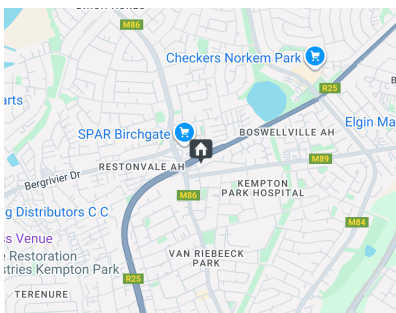 M86
Checkers Norkem Park
R25
arts
Elgin Ma
SPAR Birchgate
BOSWELLVILLE AH
M89
RESTONVALE AH
Bergrivier Dr
M86
KEMPTON
PARK HOSPITAL
g Distributors C C
M84
ss Venue
e Restoration
stries Kempton Park
VAN RIEBEECK
PARK
R25
TERENURE